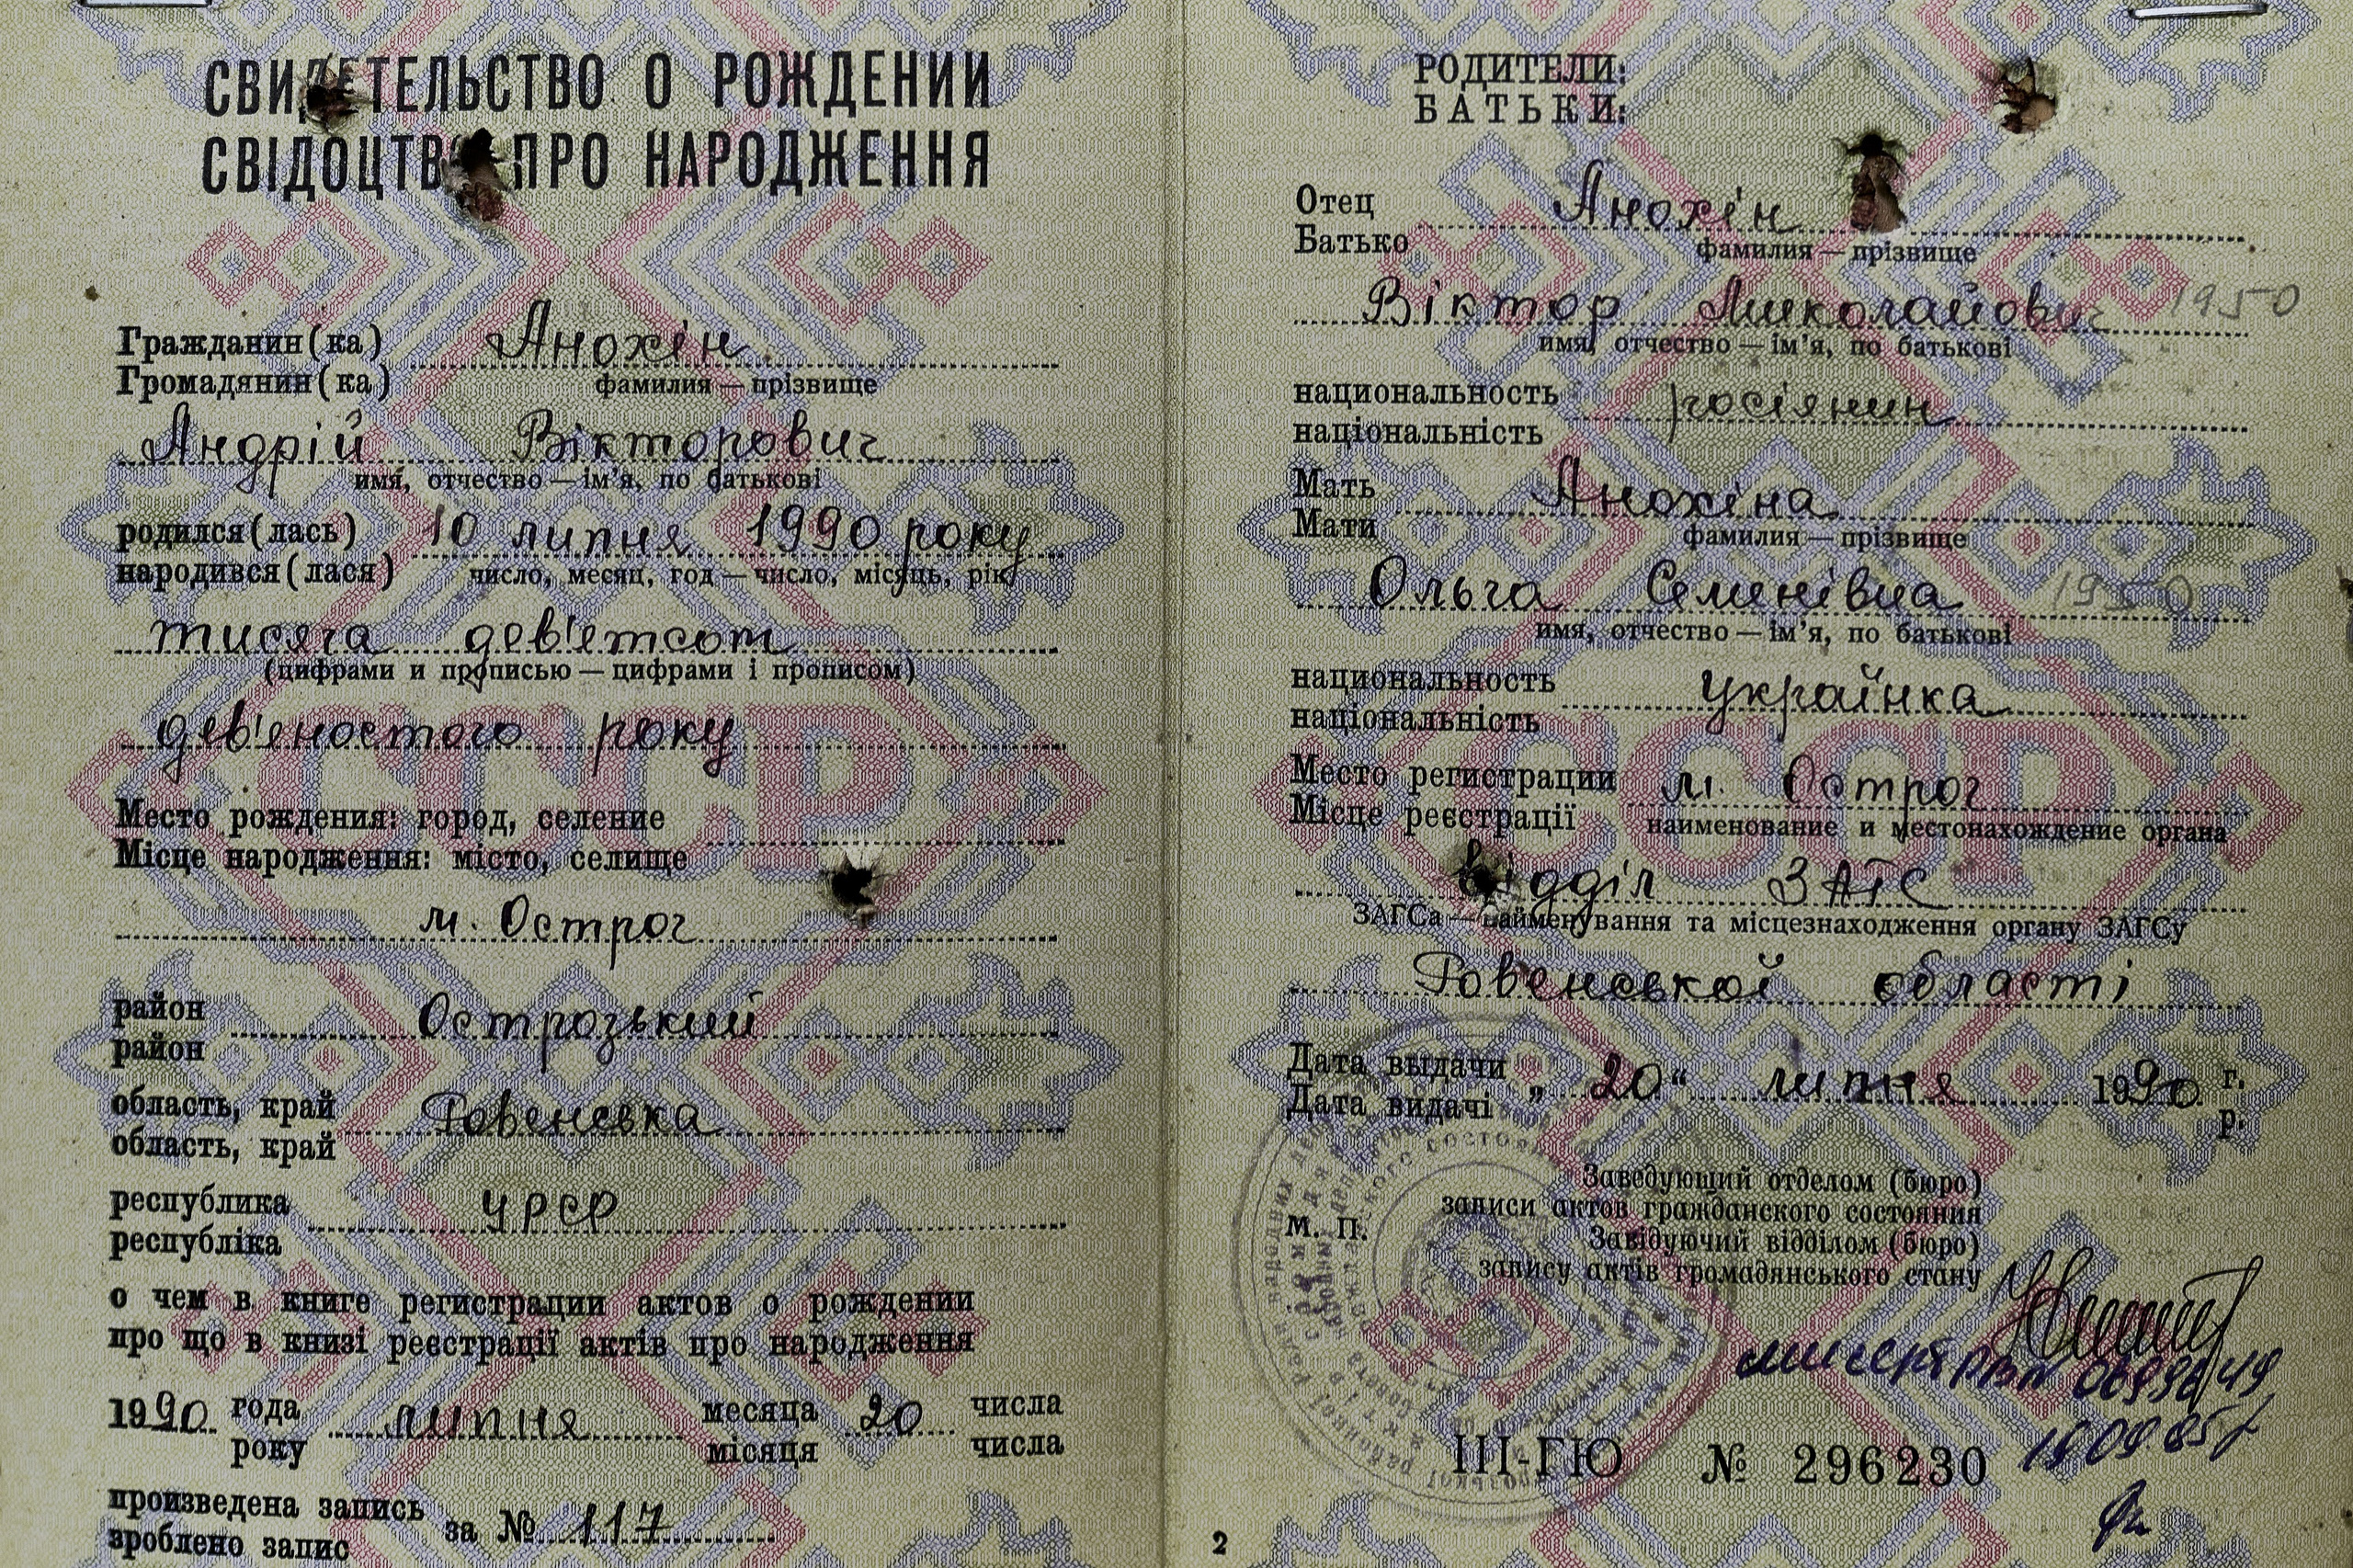 СВИДЕТЕЛЬСТВО О РОЖДЕНИИ
СВІДОЦТВО ПРО НАРОДЖЕННЯ
Гражданин(ка) Анохін
Громадянин(ка) фамилия — прізвище
Андрій Вікторович
имя, отчество — ім'я, по батькові
родился(лась) 10 липня 1990 року
народився(лася) число, месяц, год — число, місяць, рік
тисяча дев'ятсот
(цифрами и прописью — цифрами і прописом)
дев'яностого року
СССР
Место рождения: город, селение
Місце народження: місто, селище
м. Острог
район Острозький
район
область, край Ровенська
область, край
республика УРСР
республіка
о чем в книге регистрации актов о рождении
про що в книзі реєстрації актів про народження
1990 года липня месяца 20 числа
року місяця числа
произведена запись за № 117
зроблено запис
РОДИТЕЛИ:
БАТЬКИ:
Отец Анохін
Батько фамилия — прізвище
Віктор Миколайович 1950
имя, отчество — ім'я, по батькові
национальность росіянин
національність
Мать Анохіна
Мати фамилия — прізвище
Ольга Семенівна 1950
имя, отчество — ім'я, по батькові
национальность українка
національність
СССР
Место регистрации м. Острог
Місце реєстрації наименование и местонахождение органа
відділ ЗАГС
ЗАГСа — найменування та місцезнаходження органу ЗАГСу
Ровенської області
Дата выдачи „ 20 “ липня 1990 г.
Дата видачі р.
Заведующий отделом (бюро)
записи актов гражданского состояния
М. П. Завідуючий відділом (бюро)
запису актів громадянського стану
III-ГЮ № 296230
2